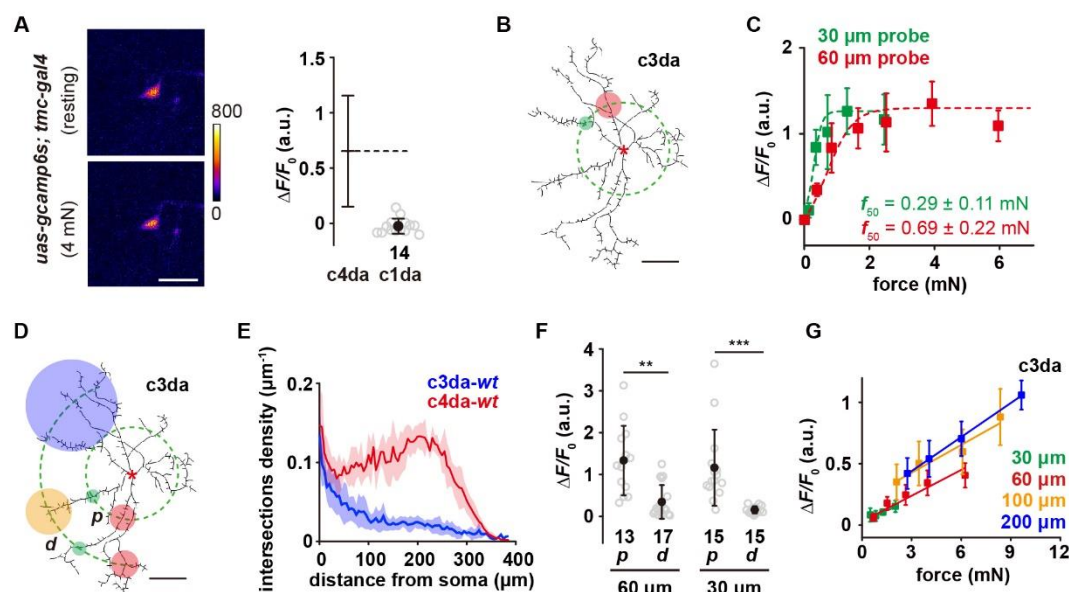 A
uas-gcamp6s; tmc-gal4
(resting)
(4 mN)
800
0
ΔF/F0 (a.u.)
1.5
1
0.5
0
14
c4da c1da
B
c3da
*
C
30 µm probe
60 µm probe
ΔF/F0 (a.u.)
2
1
0
f50 = 0.29 ± 0.11 mN
f50 = 0.69 ± 0.22 mN
0 2 4 6
force (mN)
D
c3da
*
p
d
E
c3da-wt
c4da-wt
intersections density (µm-1)
0.2
0.1
0
0 100 200 300 400
distance from soma (µm)
F
ΔF/F0 (a.u.)
4
3
2
1
0
** ***
13 17 15 15
p d p d
60 µm 30 µm
G
c3da
ΔF/F0 (a.u.)
1
0.5
0
30 µm
60 µm
100 µm
200 µm
0 3 6 9 12
force (mN)